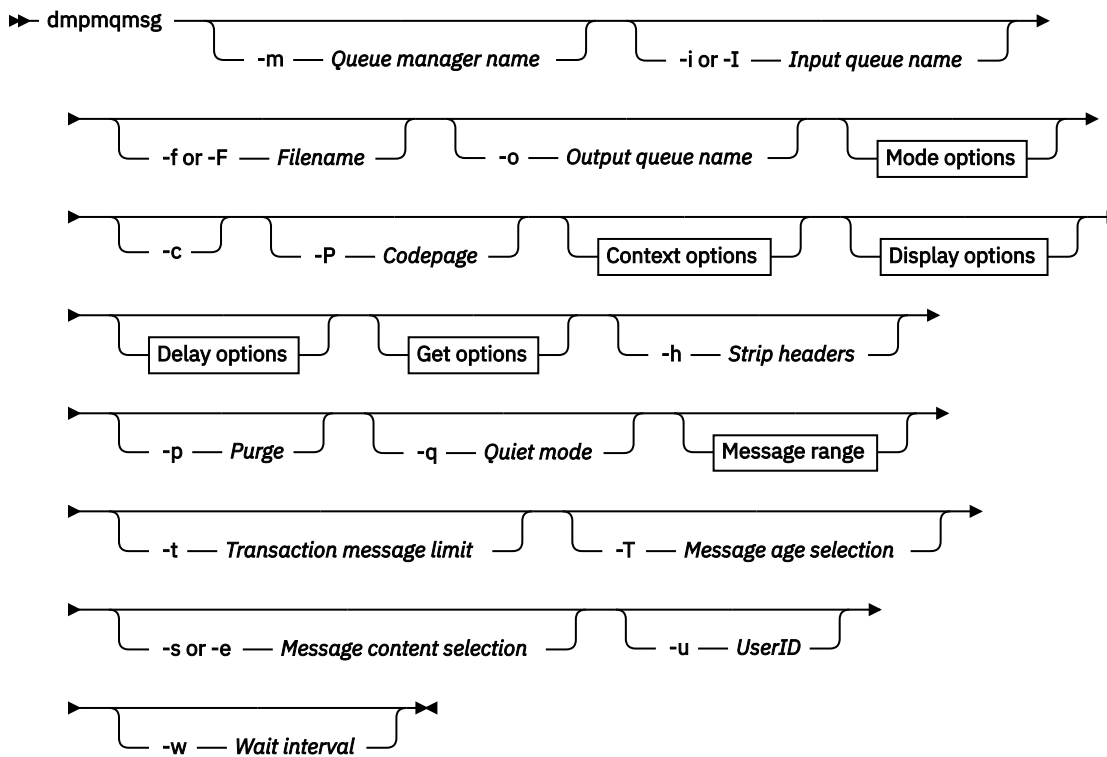 dmpmqmsg
-m Queue manager name -i or -I Input queue name
-f or -F Filename -o Output queue name Mode options
-c -P Codepage Context options Display options
Delay options Get options -h Strip headers
-p Purge -q Quiet mode Message range
-t Transaction message limit -T Message age selection
-s or -e Message content selection -u UserID
-w Wait interval